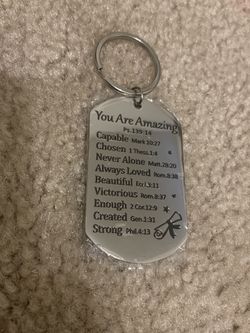 You Are Amazing
Ps.139:14
Capable Mark 10:27
Chosen 1 Thess.1:4
Never Alone Matt.28:20
Always Loved Rom.8:38
Beautiful Ecc.3:11
Victorious Rom.8:37
Enough 2 Cor.12:9
Created Gen.1:31
Strong Phil.4:13